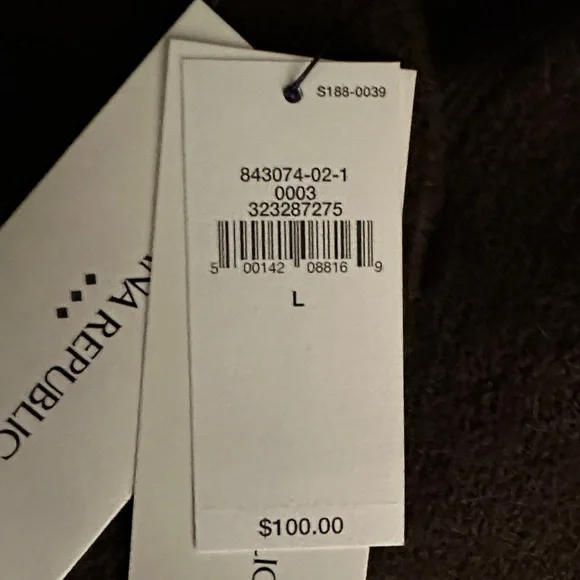 S188-0039
843074-02-1
0003
323287275
5 00142 08816 9
L
$100.00
NA REPUBLIC